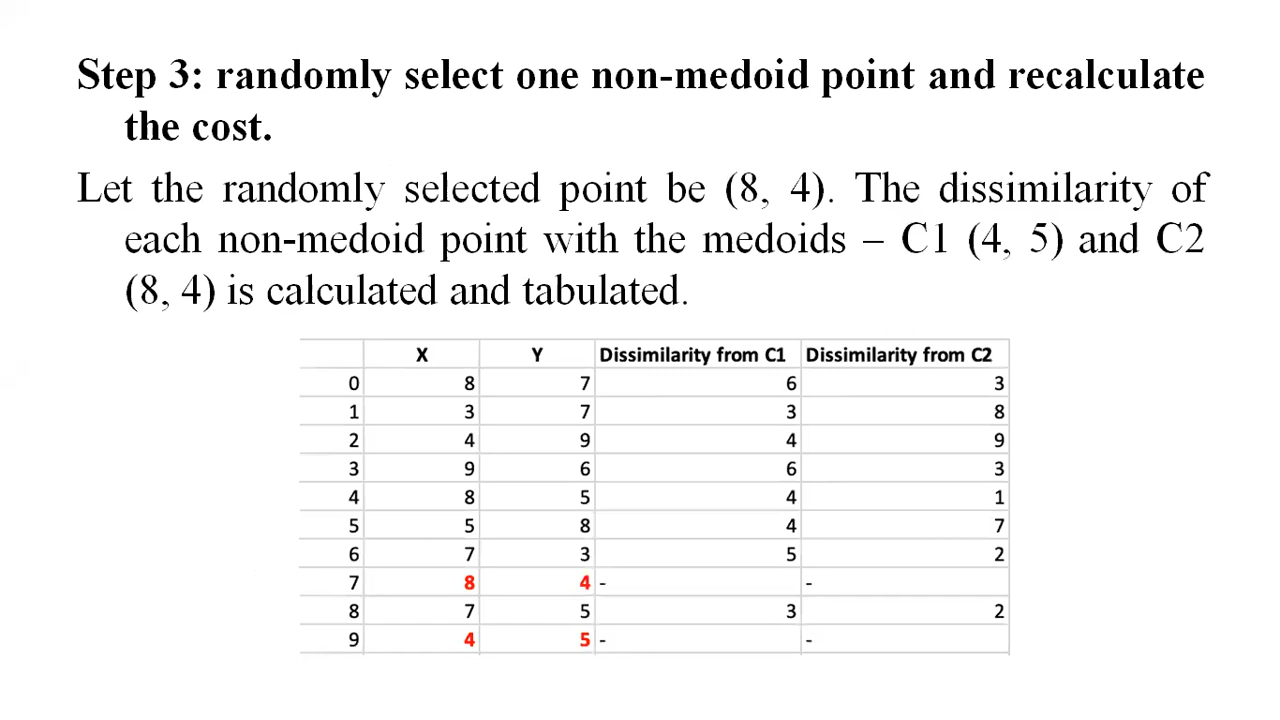 Step 3: randomly select one non-medoid point and recalculate
the cost.
Let the randomly selected point be (8, 4). The dissimilarity of
each non-medoid point with the medoids – C1 (4, 5) and C2
(8, 4) is calculated and tabulated.
X Y Dissimilarity from C1 Dissimilarity from C2
0 8 7 6 3
1 3 7 3 8
2 4 9 4 9
3 9 6 6 3
4 8 5 4 1
5 5 8 4 7
6 7 3 5 2
7 8 4 - -
8 7 5 3 2
9 4 5 - -